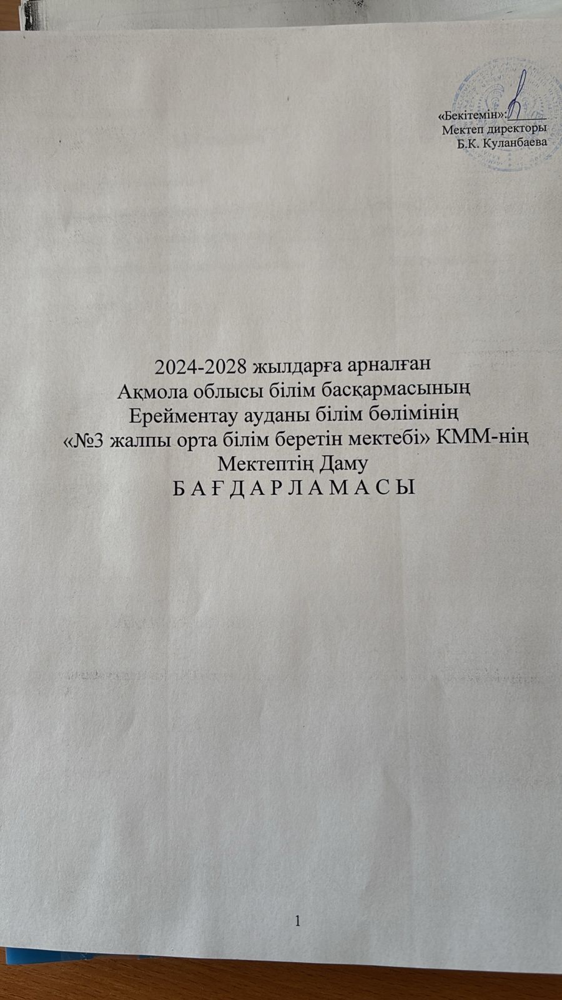 «Бекітемін»:______
Мектеп директоры
Б.К. Куланбаева
2024-2028 жылдарға арналған
Ақмола облысы білім басқармасының
Ерейментау ауданы білім бөлімінің
«№3 жалпы орта білім беретін мектебі» КММ-нің
Мектептің Даму
Б А Ғ Д А Р Л А М А С Ы
1